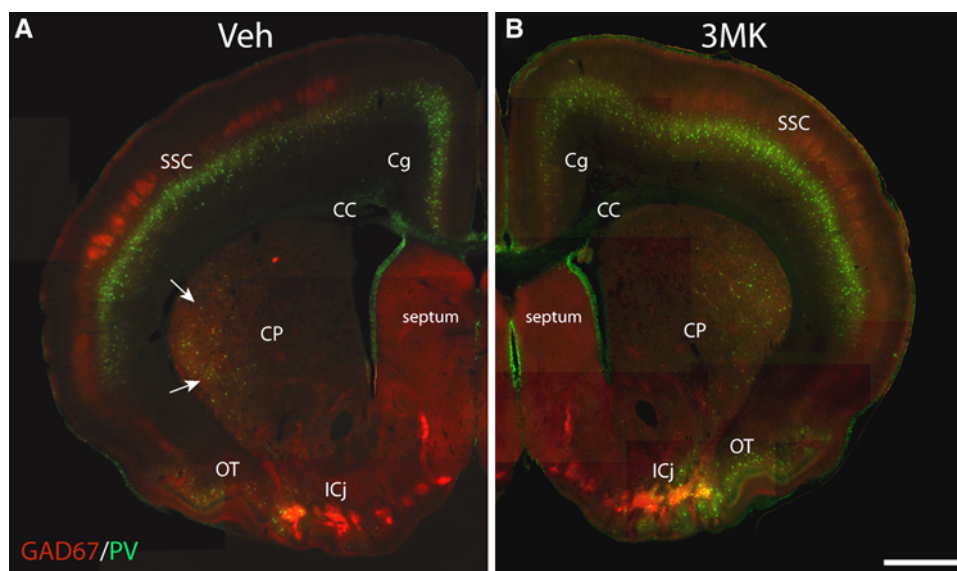 A
Veh
B
3MK
SSC
Cg
CC
CP
septum
OT
ICj
GAD67/PV
SSC
Cg
CC
septum
CP
OT
ICj